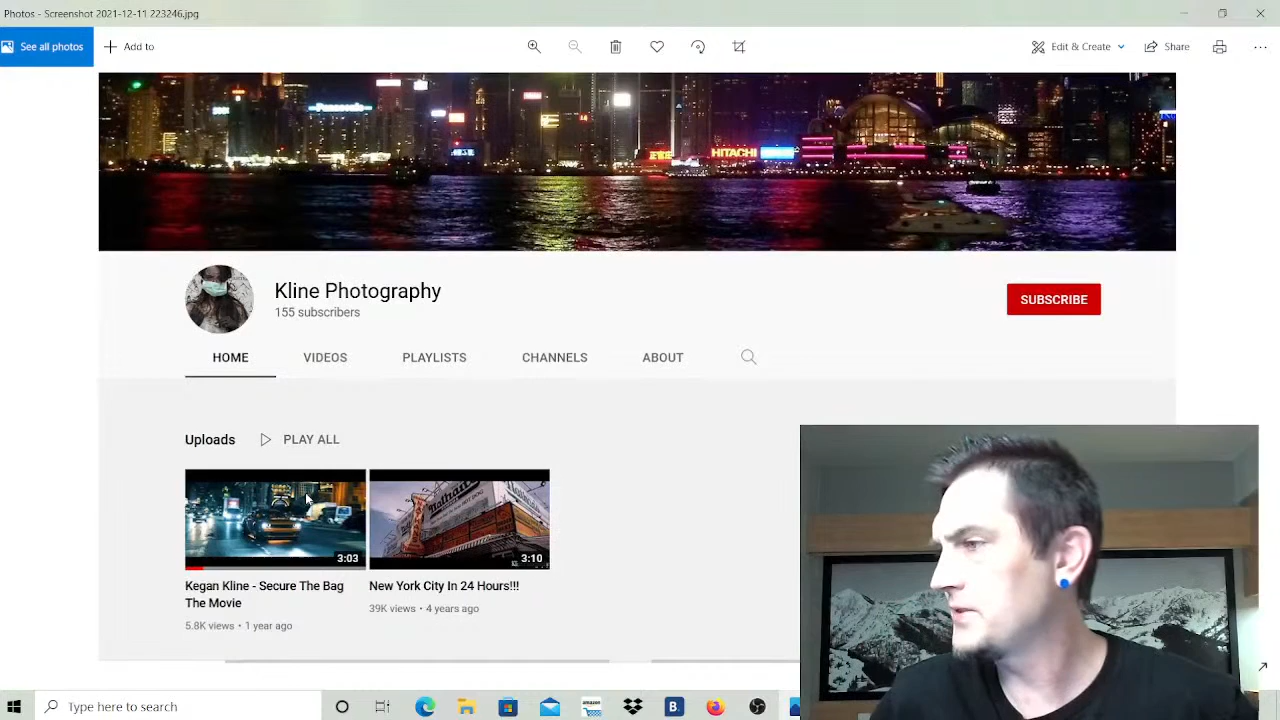 Photos - Screenshot 2021-12-11 223246.jpg
See all photos
Add to
Edit & Create
Share
Panasonic
HITACHI
Kline Photography
155 subscribers
SUBSCRIBE
HOME
VIDEOS
PLAYLISTS
CHANNELS
ABOUT
Uploads
PLAY ALL
3:03
3:10
Kegan Kline - Secure The Bag
The Movie
5.8K views • 1 year ago
New York City In 24 Hours!!!
39K views • 4 years ago
Type here to search
amazon
B.